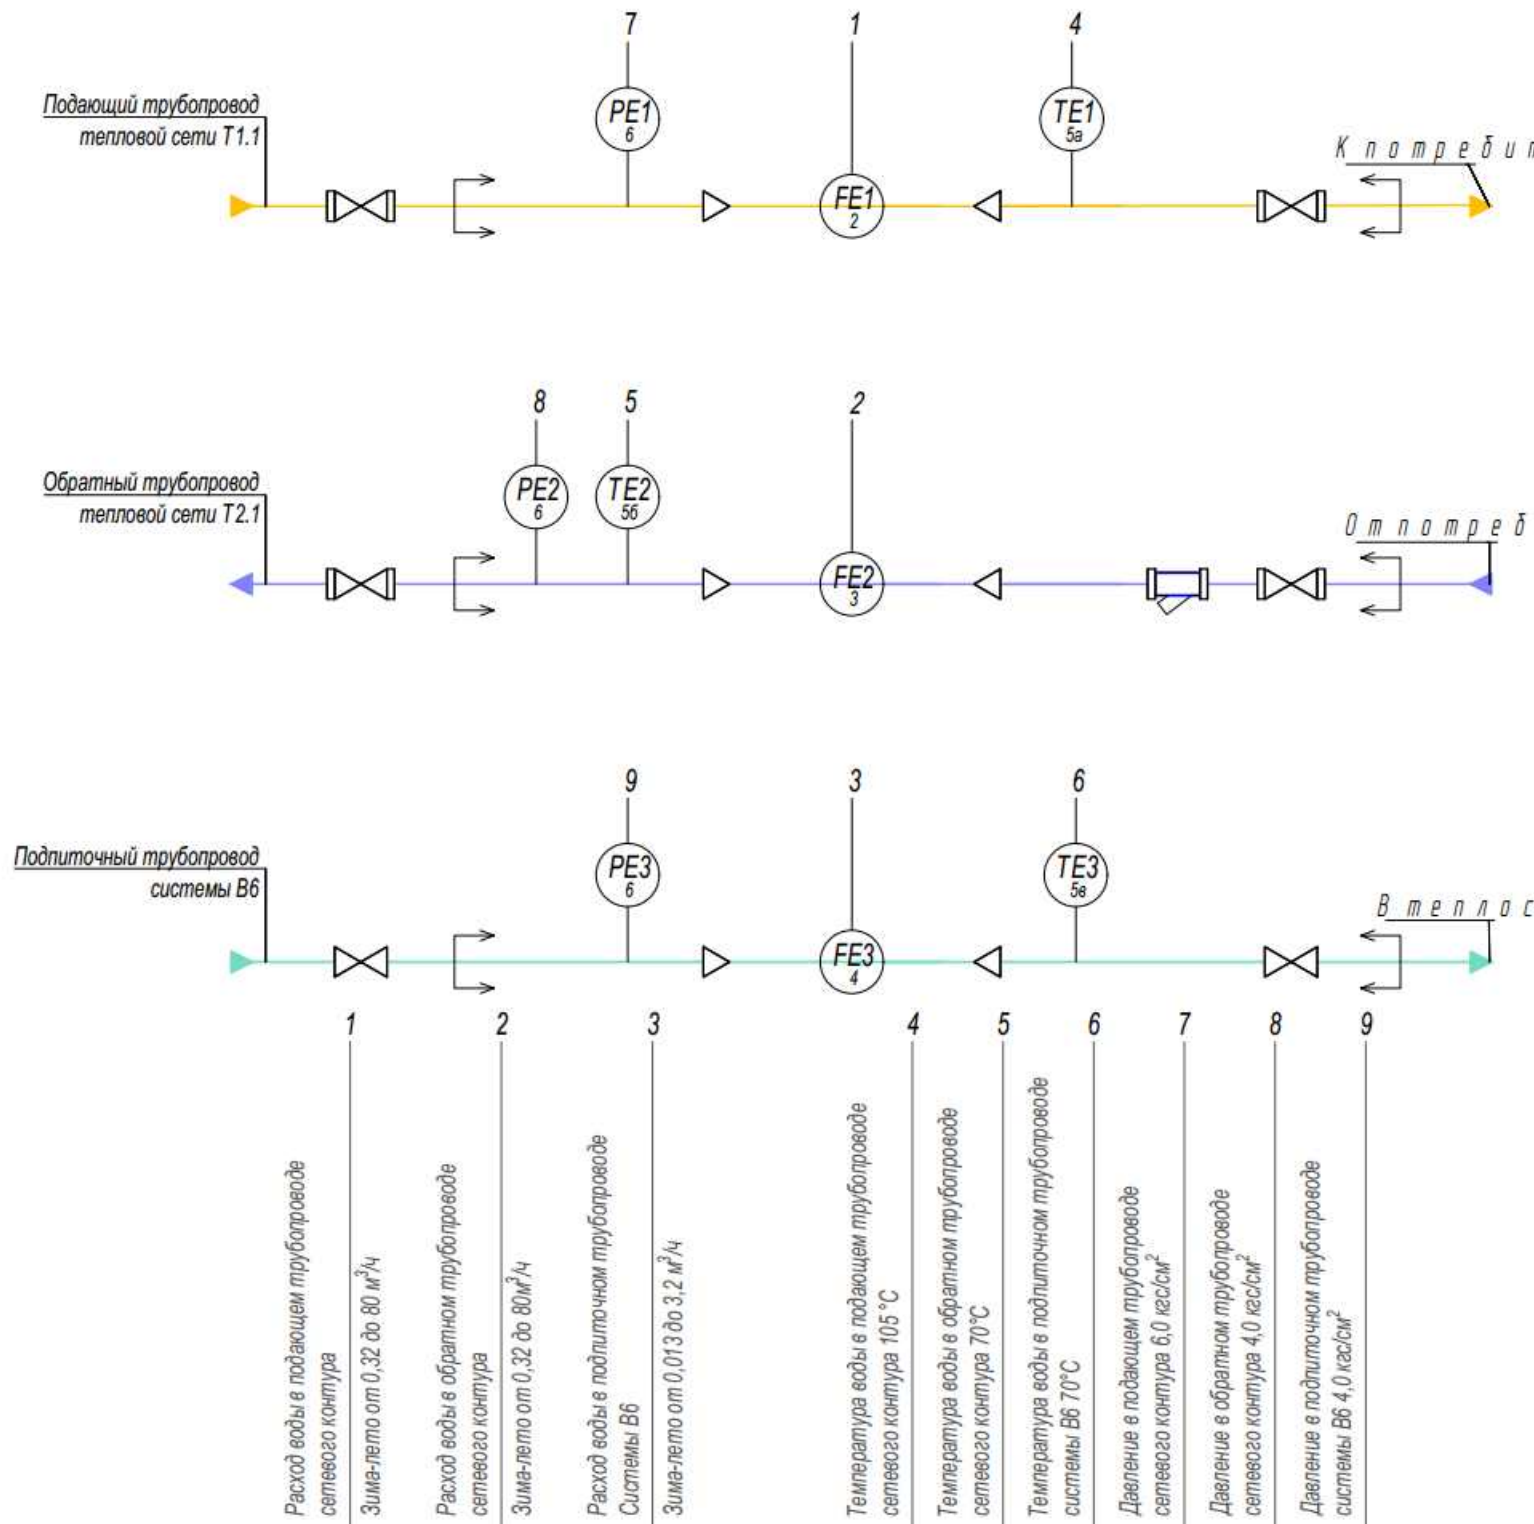 7
1
4
Подающий трубопровод
тепловой сети Т1.1
PE1
6
TE1
5а
К потребит
FE1
2
8
5
2
Обратный трубопровод
тепловой сети Т2.1
PE2
6
TE2
5б
От потреб
FE2
3
9
3
6
Подпиточный трубопровод
системы В6
PE3
6
TE3
5в
В теплос
FE3
4
1
2
3
4
5
6
7
8
9
Расход воды в подающем трубопроводе
сетевого контура
Зима-лето от 0,32 до 80 м³/ч
Расход воды в обратном трубопроводе
сетевого контура
Зима-лето от 0,32 до 80м³/ч
Расход воды в подпиточном трубопроводе
Системы В6
Зима-лето от 0,013 до 3,2 м³/ч
Температура воды в подающем трубопроводе
сетевого контура 105°С
Температура воды в обратном трубопроводе
сетевого контура 70°С
Температура воды в подпиточном трубопроводе
системы В6 70°С
Давление в подающем трубопроводе
сетевого контура 6,0 кгс/см²
Давление в обратном трубопроводе
сетевого контура 4,0 кгс/см²
Давление в подпиточном трубопроводе
системы В6 4,0 кгс/см²